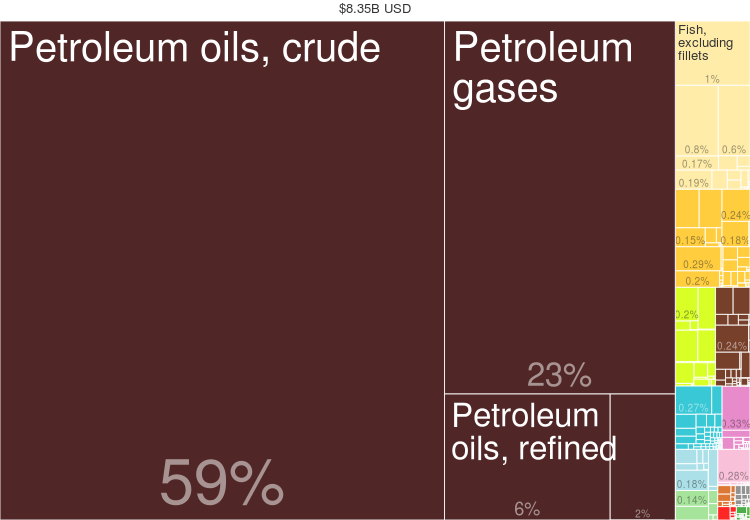 $8.35B USD
Petroleum oils, crude
59%
Petroleum
gases
23%
Petroleum
oils, refined
6%
2%
Fish,
excluding
fillets
1%
0.8%
0.6%
0.17%
0.19%
0.24%
0.15%
0.18%
0.29%
0.2%
0.2%
0.24%
0.27%
0.33%
0.18%
0.28%
0.14%